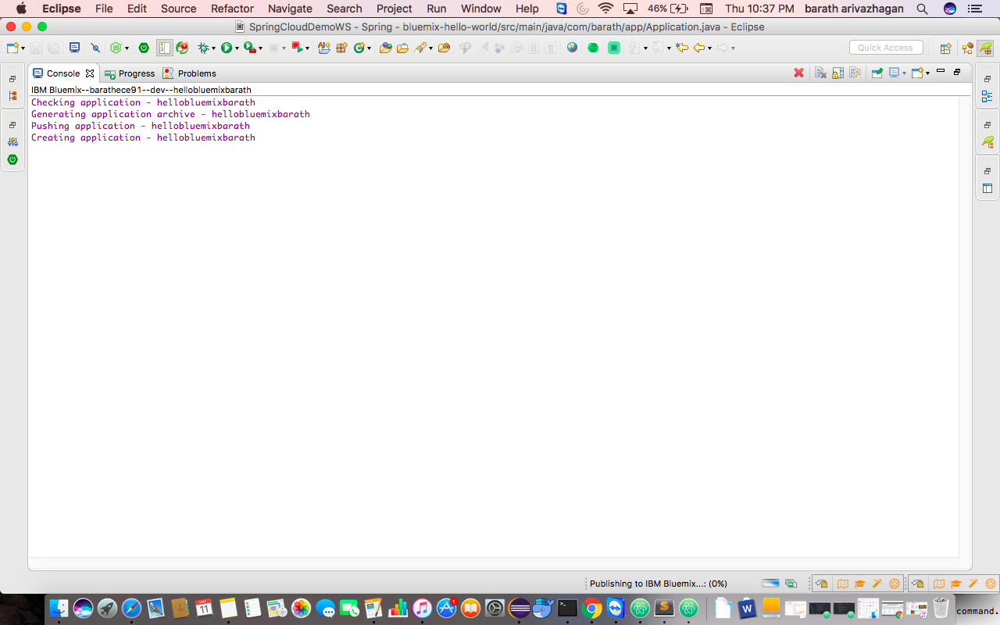 Eclipse File Edit Source Refactor Navigate Search Project Run Window Help 46% Thu 10:37 PM barath arivazhagan
SpringCloudDemoWS - Spring - bluemix-hello-world/src/main/java/com/barath/app/Application.java - Eclipse
Quick Access
Console Progress Problems
IBM Bluemix--barathece91--dev--hellobluemixbarath
Checking application - hellobluemixbarath
Generating application archive - hellobluemixbarath
Pushing application - hellobluemixbarath
Creating application - hellobluemixbarath
Publishing to IBM Bluemix...: (0%)
MAY
11
1
W
S
command.